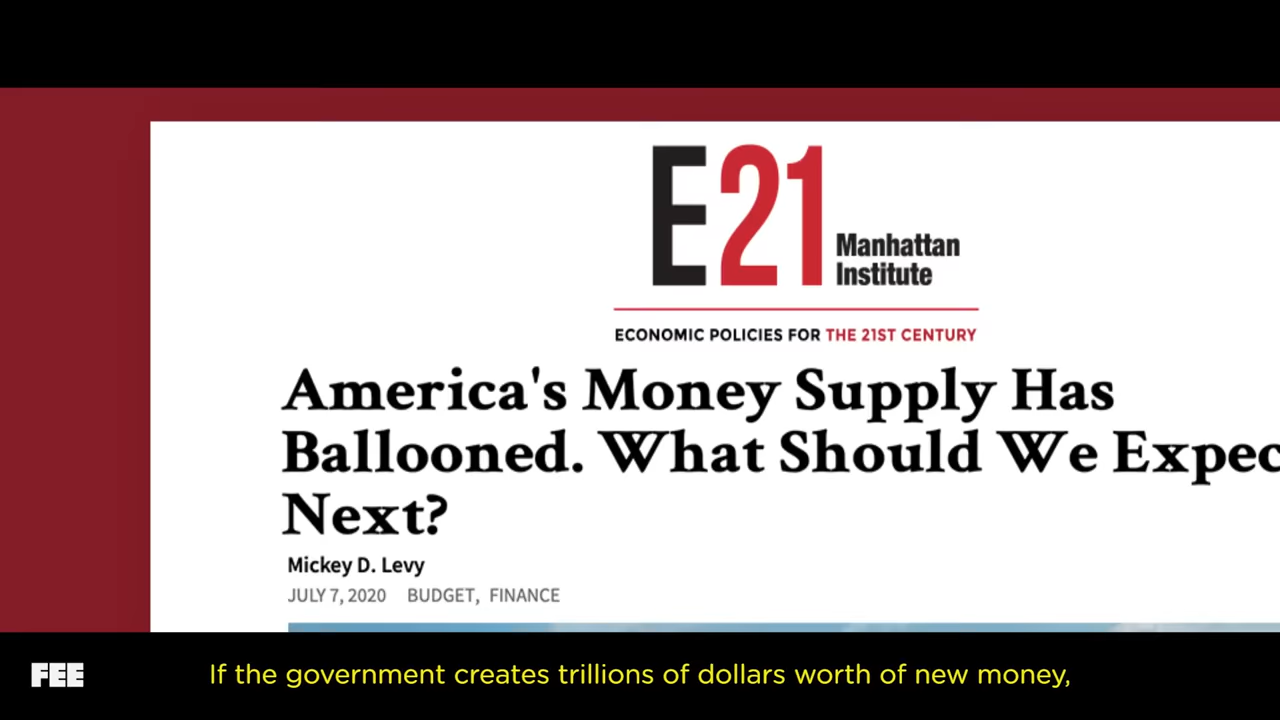 E21
Manhattan
Institute
ECONOMIC POLICIES FOR THE 21ST CENTURY
America's Money Supply Has
Ballooned. What Should We Expec
Next?
Mickey D. Levy
JULY 7, 2020 BUDGET, FINANCE
FEE
If the government creates trillions of dollars worth of new money,